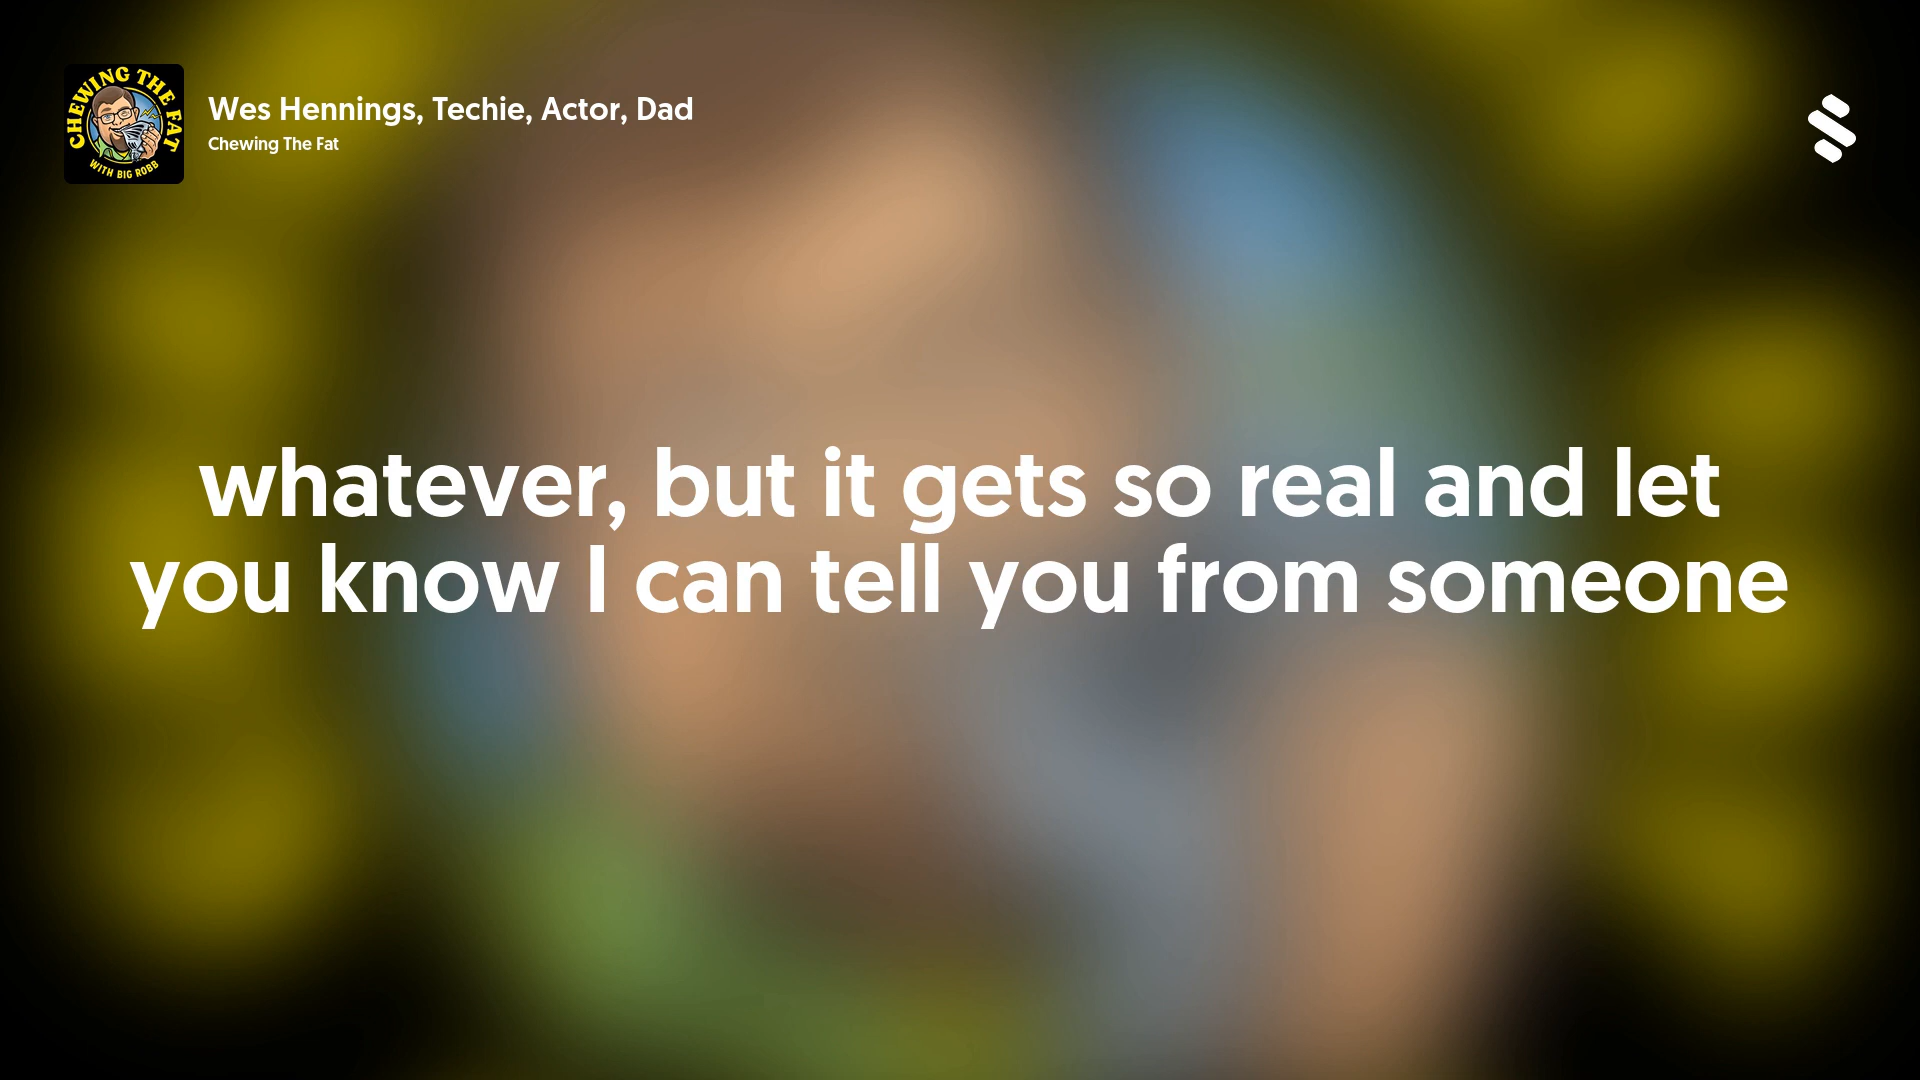 CHEWING THE FAT
WITH BIG ROBB
Wes Hennings, Techie, Actor, Dad
Chewing The Fat
whatever, but it gets so real and let
you know I can tell you from someone